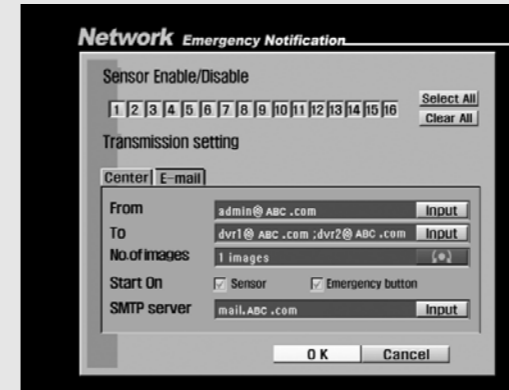 Network Emergency Notification
Sensor Enable/Disable
1 2 3 4 5 6 7 8 9 10 11 12 13 14 15 16
Select All
Clear All
Transmission setting
Center E-mail
From admin@ ABC .com Input
To dvr1@ ABC .com ;dvr2@ ABC .com Input
No.of images 1 images
Start On Sensor Emergency button
SMTP server mail.ABC .com Input
OK Cancel